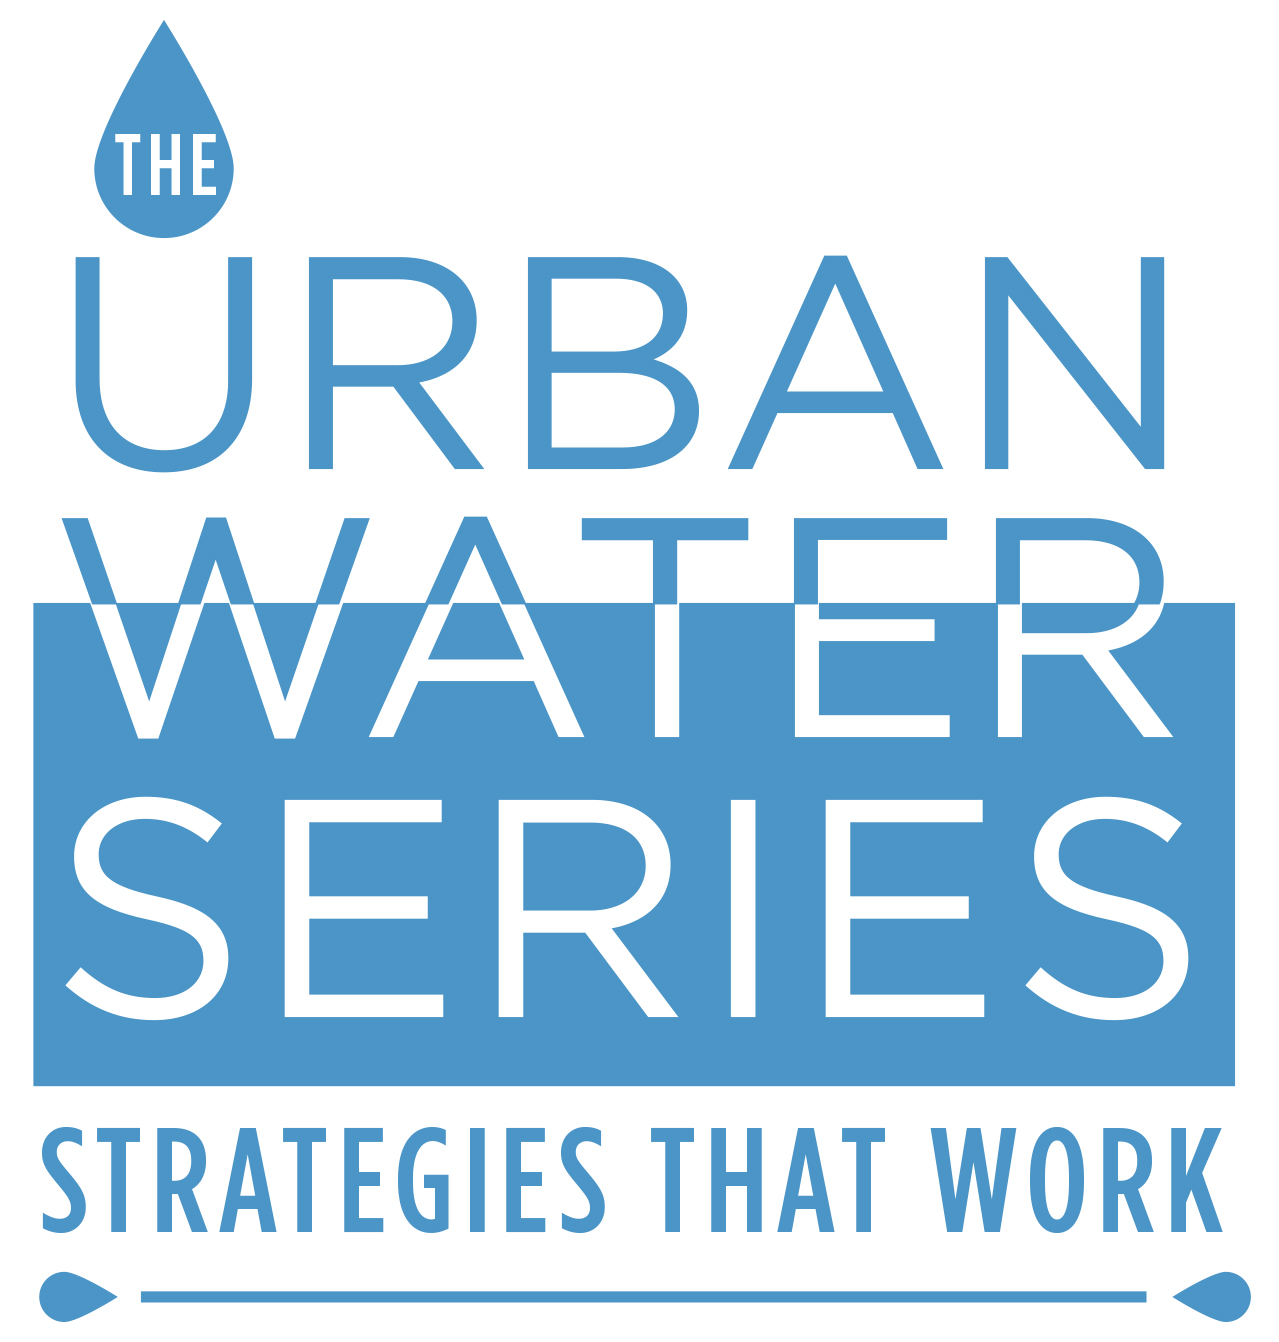 THE
URBAN
WATER
SERIES
STRATEGIES THAT WORK